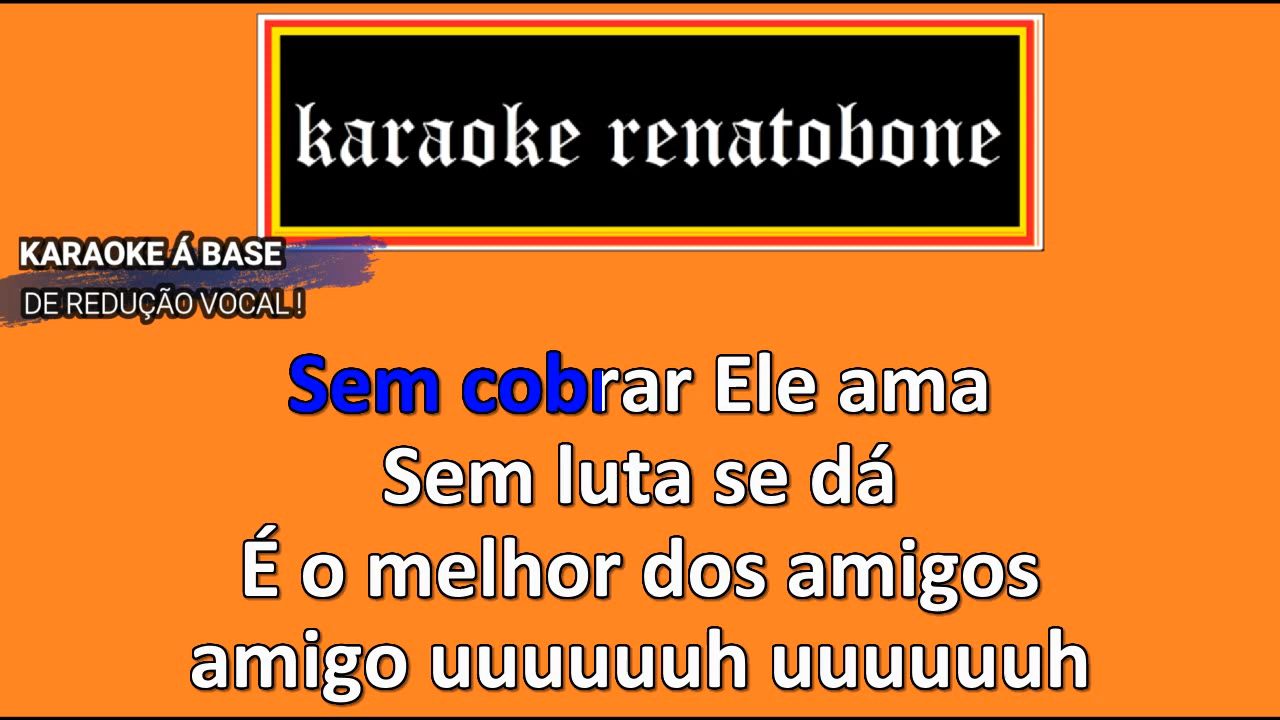 karaoke renatobone
KARAOKE Á BASE
DE REDUÇÃO VOCAL !
Sem cobrar Ele ama
Sem luta se dá
É o melhor dos amigos
amigo uuuuuuh uuuuuuh